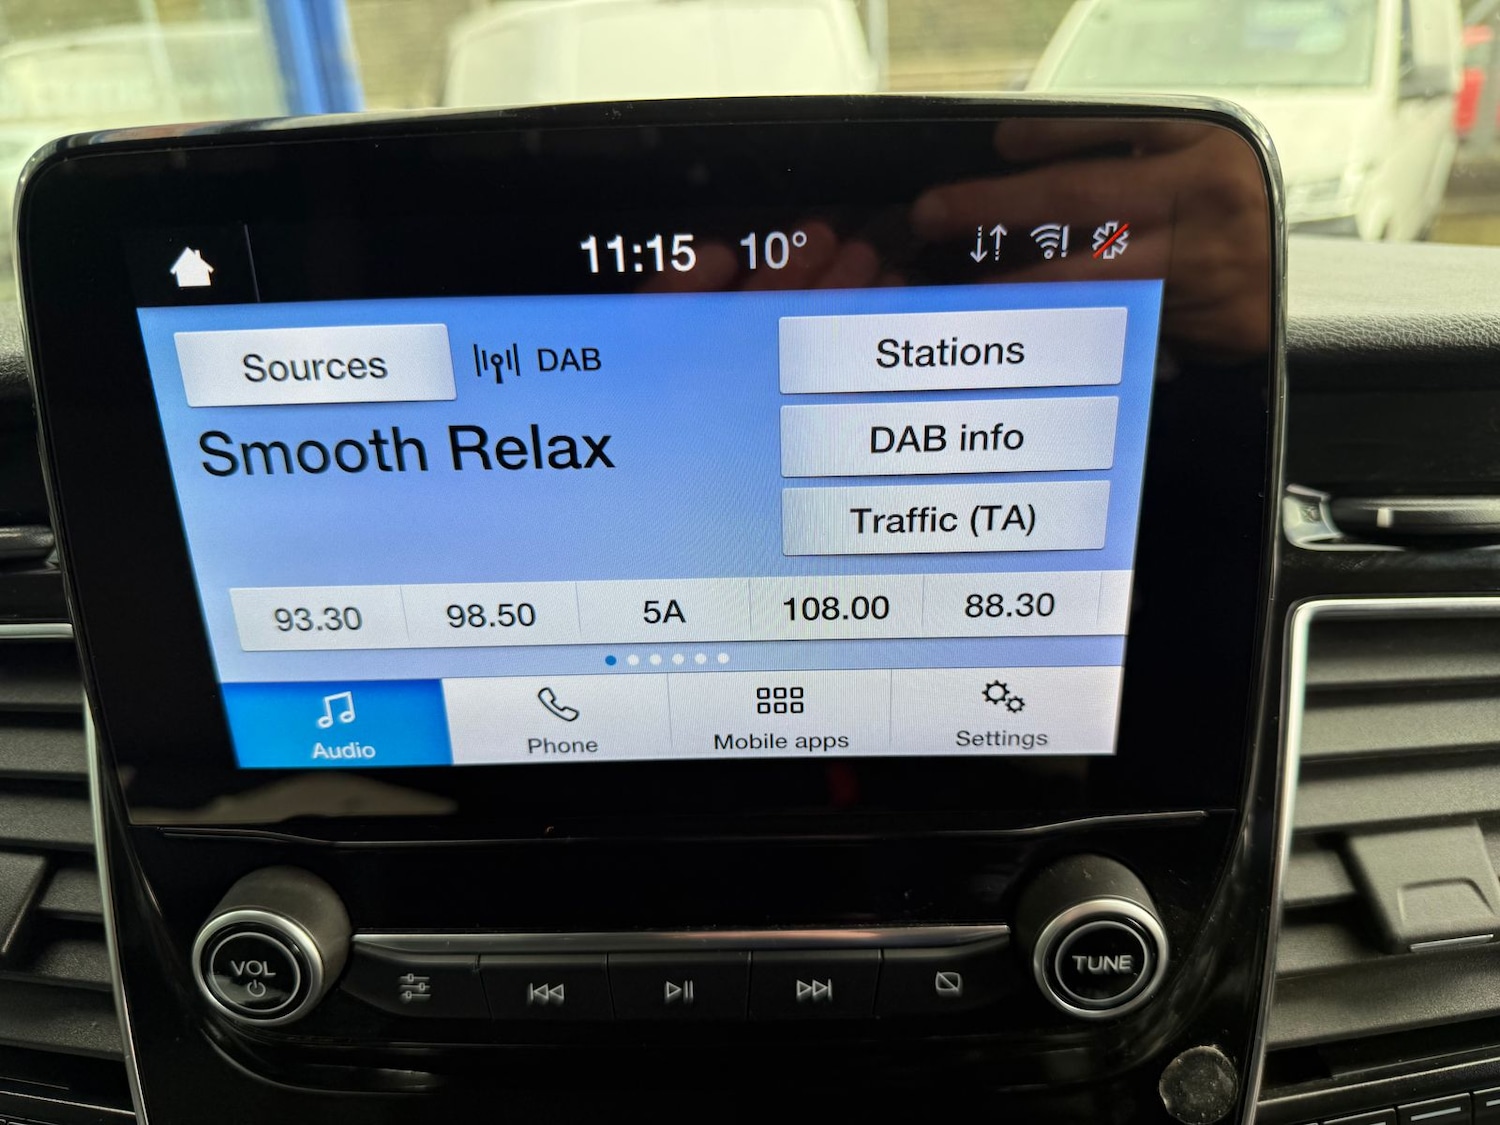 11:15 10°
Sources DAB
Stations
Smooth Relax
DAB info
Traffic (TA)
93.30 98.50 5A 108.00 88.30
Audio Phone Mobile apps Settings
VOL
TUNE